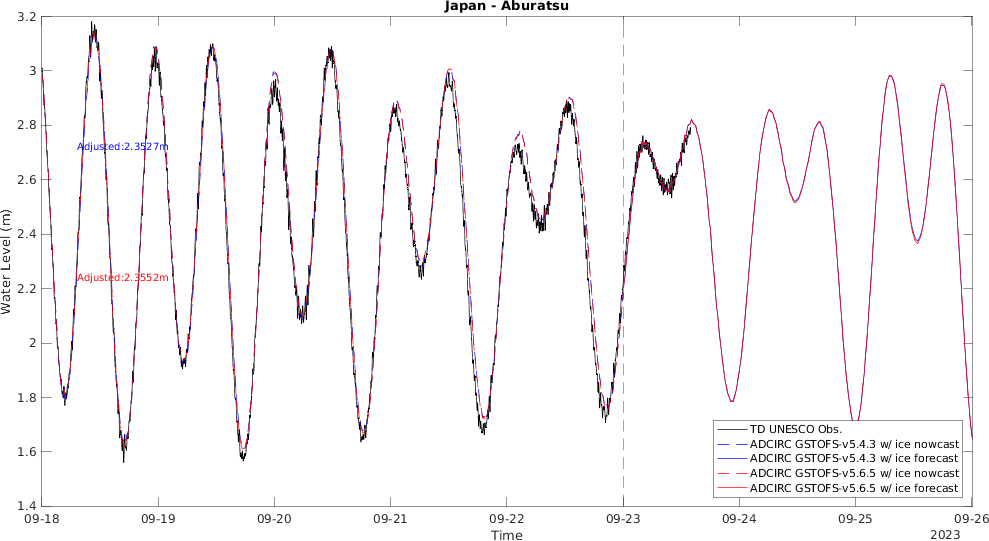 Japan - Aburatsu
3.2
3
2.8
2.6
2.4
2.2
2
1.8
1.6
1.4
Water Level (m)
Adjusted:2.3527m
Adjusted:2.3552m
TD UNESCO Obs.
ADCIRC GSTOFS-v5.4.3 w/ ice nowcast
ADCIRC GSTOFS-v5.4.3 w/ ice forecast
ADCIRC GSTOFS-v5.6.5 w/ ice nowcast
ADCIRC GSTOFS-v5.6.5 w/ ice forecast
09-18 09-19 09-20 09-21 09-22 09-23 09-24 09-25 09-26
Time
2023